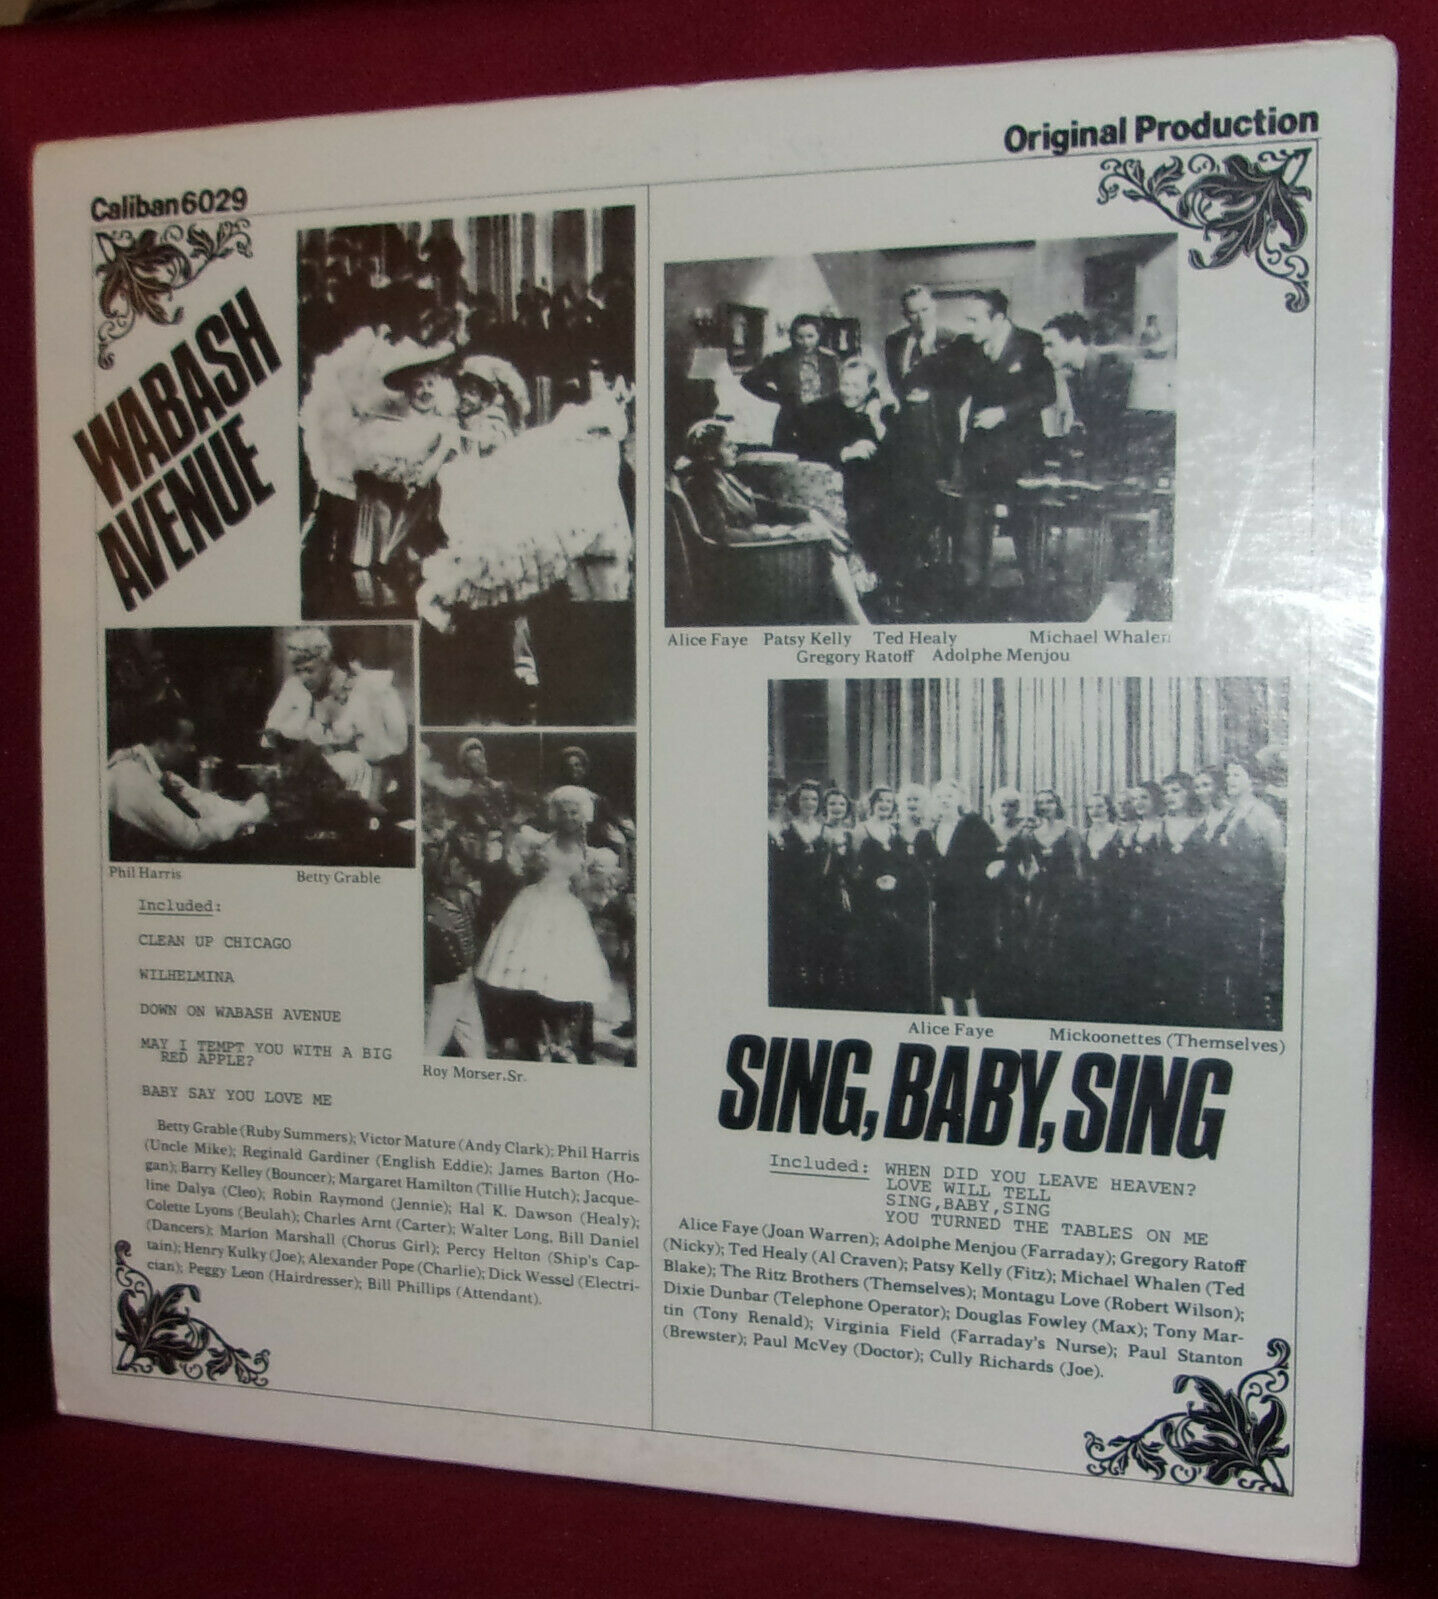 Original Production
Caliban 6029
WABASH
AVENUE
Phil Harris Betty Grable
Roy Morser, Sr.
Included:
CLEAN UP CHICAGO
WILHELMINA
DOWN ON WABASH AVENUE
MAY I TEMPT YOU WITH A BIG
RED APPLE?
BABY SAY YOU LOVE ME
Betty Grable (Ruby Summers); Victor Mature (Andy Clark); Phil Harris
(Uncle Mike); Reginald Gardiner (English Eddie); James Barton (Ho-
gan); Barry Kelley (Bouncer); Margaret Hamilton (Tillie Hutch); Jacque-
line Dalya (Cleo); Robin Raymond (Jennie); Hal K. Dawson (Healy);
Colette Lyons (Beulah); Charles Arnt (Carter); Walter Long, Bill Daniel
(Dancers); Marion Marshall (Chorus Girl); Percy Helton (Ship's Cap-
tain); Henry Kulky (Joe); Alexander Pope (Charlie); Dick Wessel (Electri-
cian); Peggy Leon (Hairdresser); Bill Phillips (Attendant).
Alice Faye Patsy Kelly Ted Healy Michael Whalen
Gregory Ratoff Adolphe Menjou
Alice Faye Mickoonettes (Themselves)
SING, BABY, SING
Included: WHEN DID YOU LEAVE HEAVEN?
LOVE WILL TELL
SING, BABY, SING
YOU TURNED THE TABLES ON ME
Alice Faye (Joan Warren); Adolphe Menjou (Farraday); Gregory Ratoff
(Nicky); Ted Healy (Al Craven); Patsy Kelly (Fitz); Michael Whalen (Ted
Blake); The Ritz Brothers (Themselves); Montagu Love (Robert Wilson);
Dixie Dunbar (Telephone Operator); Douglas Fowley (Max); Tony Mar-
tin (Tony Renald); Virginia Field (Farraday's Nurse); Paul Stanton
(Brewster); Paul McVey (Doctor); Cully Richards (Joe).